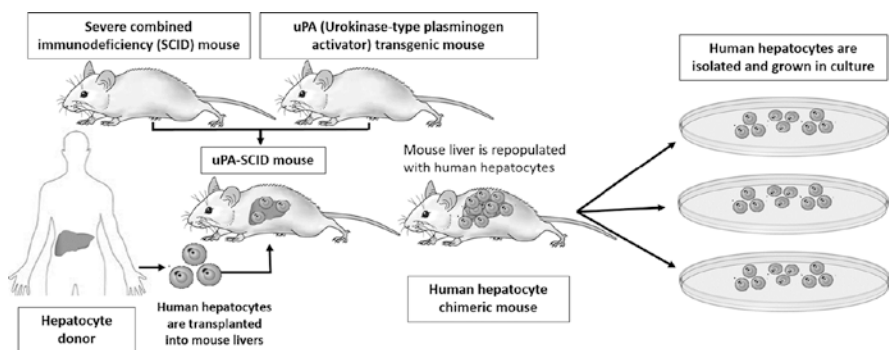 Severe combined
immunodeficiency (SCID) mouse
uPA (Urokinase-type plasminogen
activator) transgenic mouse
Human hepatocytes are
isolated and grown in culture
uPA-SCID mouse
Mouse liver is repopulated
with human hepatocytes
Hepatocyte
donor
Human hepatocytes
are transplanted
into mouse livers
Human hepatocyte
chimeric mouse